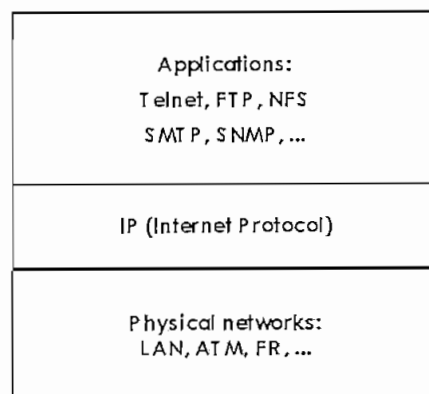 Applications:
Telnet, FTP, NFS
SMTP, SNMP, ...
IP (Internet Protocol)
Physical networks:
LAN, ATM, FR, ...